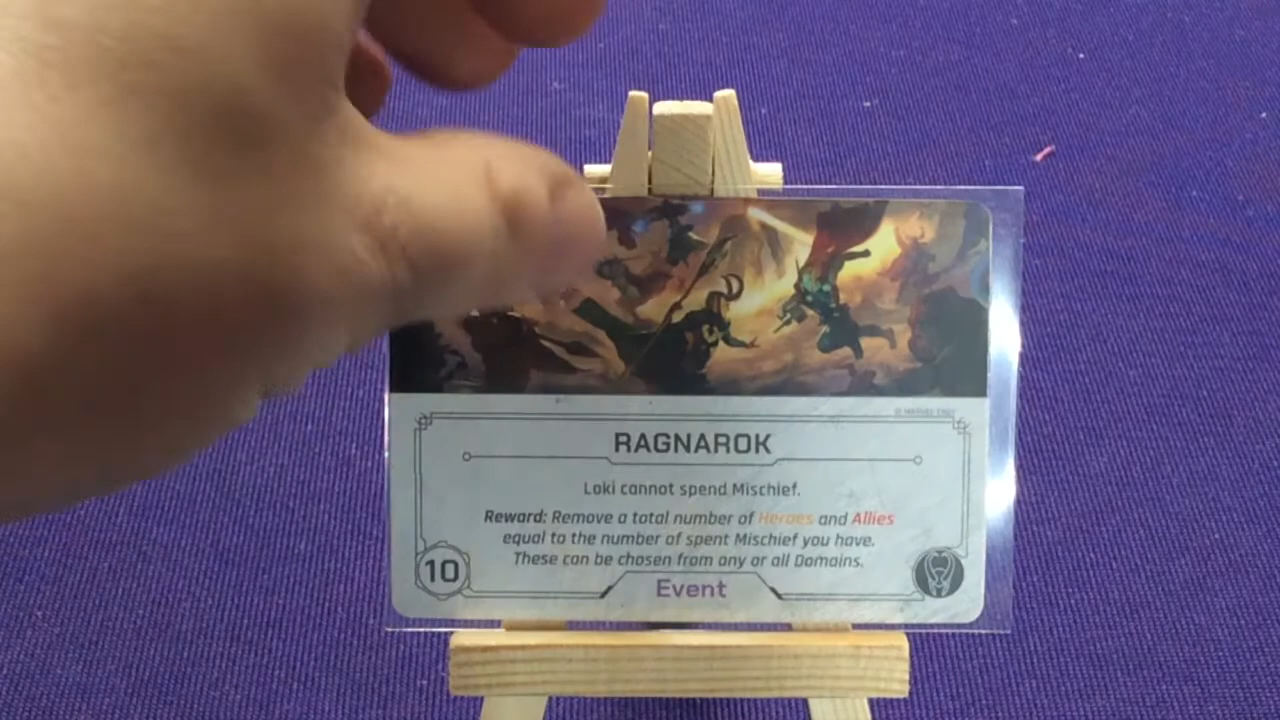 RAGNAROK
Loki cannot spend Mischief.
Reward: Remove a total number of Heroes and Allies
equal to the number of spent Mischief you have.
These can be chosen from any or all Domains.
10
Event